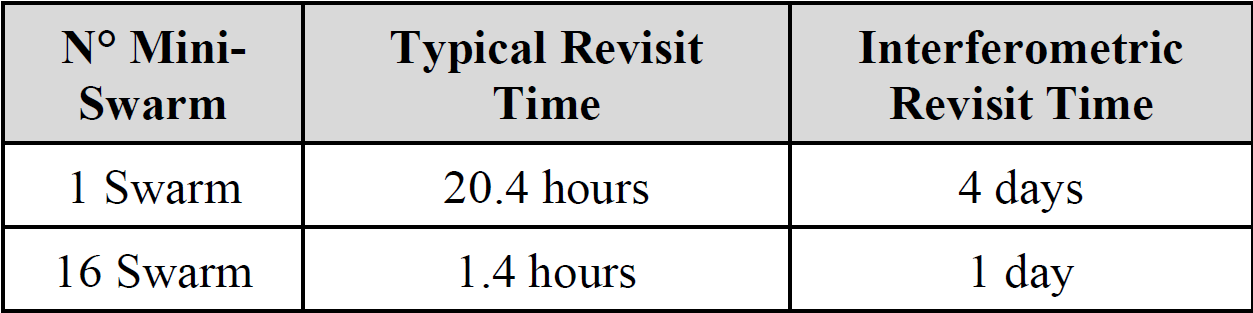 N° Mini-
Swarm
Typical Revisit
Time
Interferometric
Revisit Time
1 Swarm
20.4 hours
4 days
16 Swarm
1.4 hours
1 day